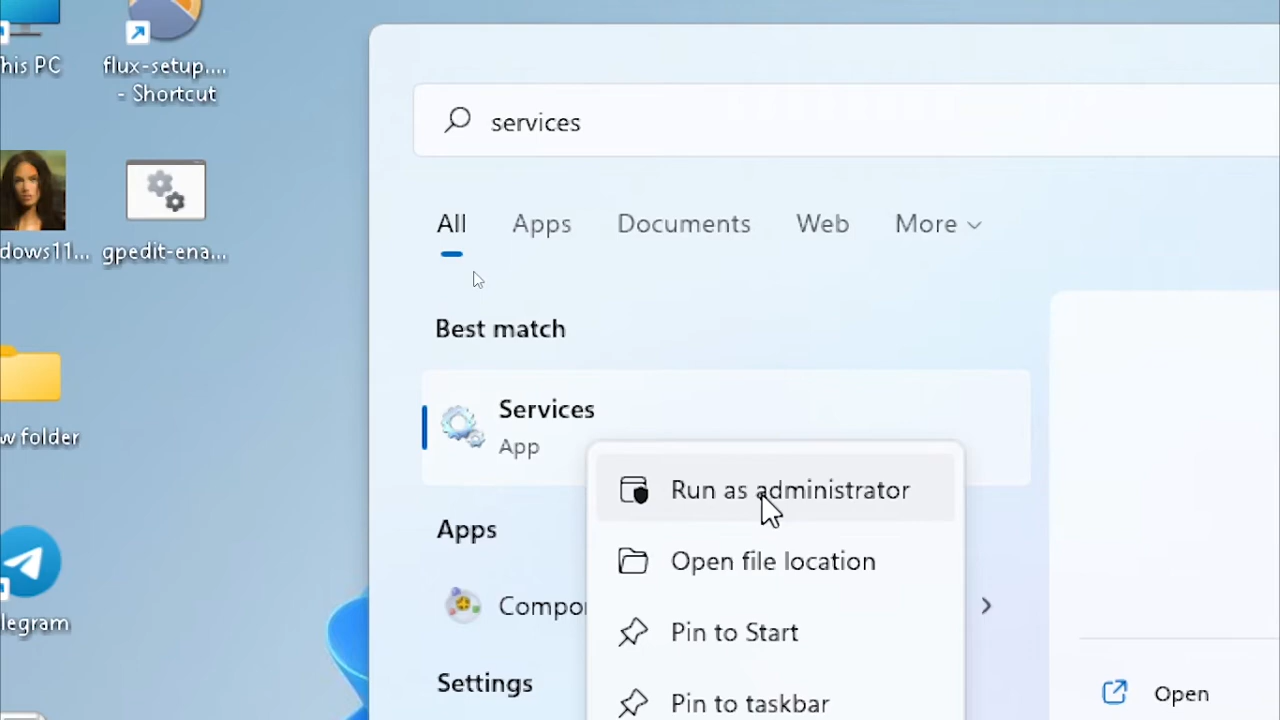 his PC
flux-setup....
- Shortcut
dows11...
gpedit-ena...
w folder
legram
services
All
Apps
Documents
Web
More
Best match
Services
App
Run as administrator
Open file location
Pin to Start
Pin to taskbar
Apps
Compo
Settings
Open